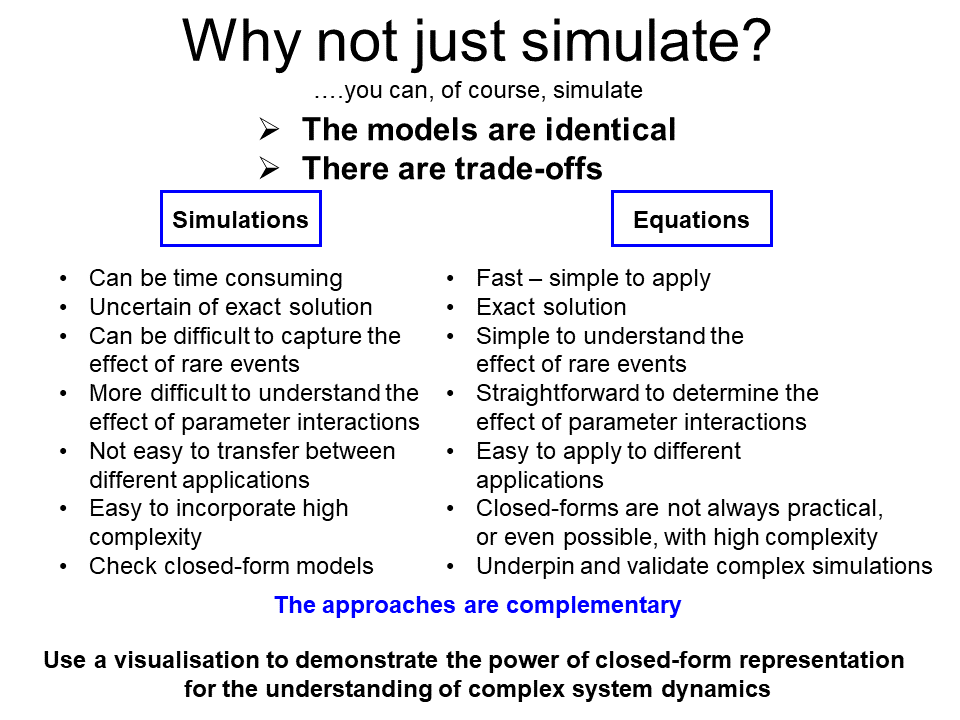 Why not just simulate?
….you can, of course, simulate
➢ The models are identical
➢ There are trade-offs
Simulations
• Can be time consuming
• Uncertain of exact solution
• Can be difficult to capture the
effect of rare events
• More difficult to understand the
effect of parameter interactions
• Not easy to transfer between
different applications
• Easy to incorporate high
complexity
• Check closed-form models
Equations
• Fast – simple to apply
• Exact solution
• Simple to understand the
effect of rare events
• Straightforward to determine the
effect of parameter interactions
• Easy to apply to different
applications
• Closed-forms are not always practical,
or even possible, with high complexity
• Underpin and validate complex simulations
The approaches are complementary
Use a visualisation to demonstrate the power of closed-form representation
for the understanding of complex system dynamics